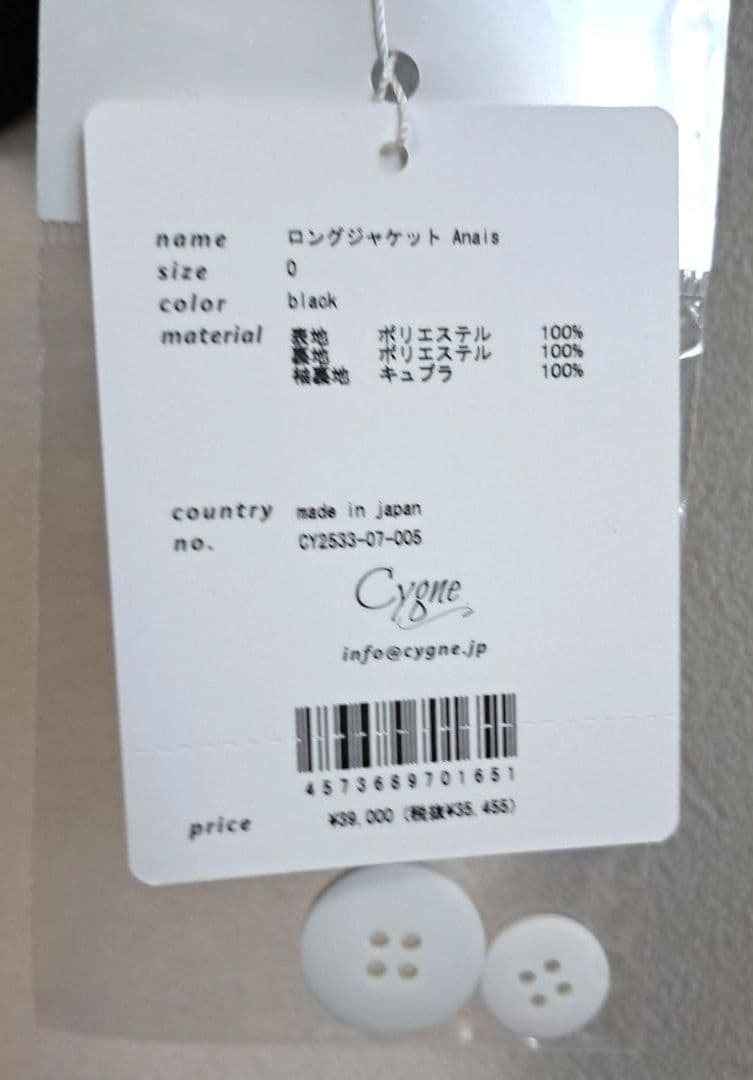 name ロングジャケット Anais
size 0
color black
material 表地 ポリエステル 100%
裏地 ポリエステル 100%
袖裏地 キュプラ 100%
country made in japan
no. CY2533-07-005
Cygne
info@cygne.jp
4573689701651
price ¥39,000 (税抜¥35,455)